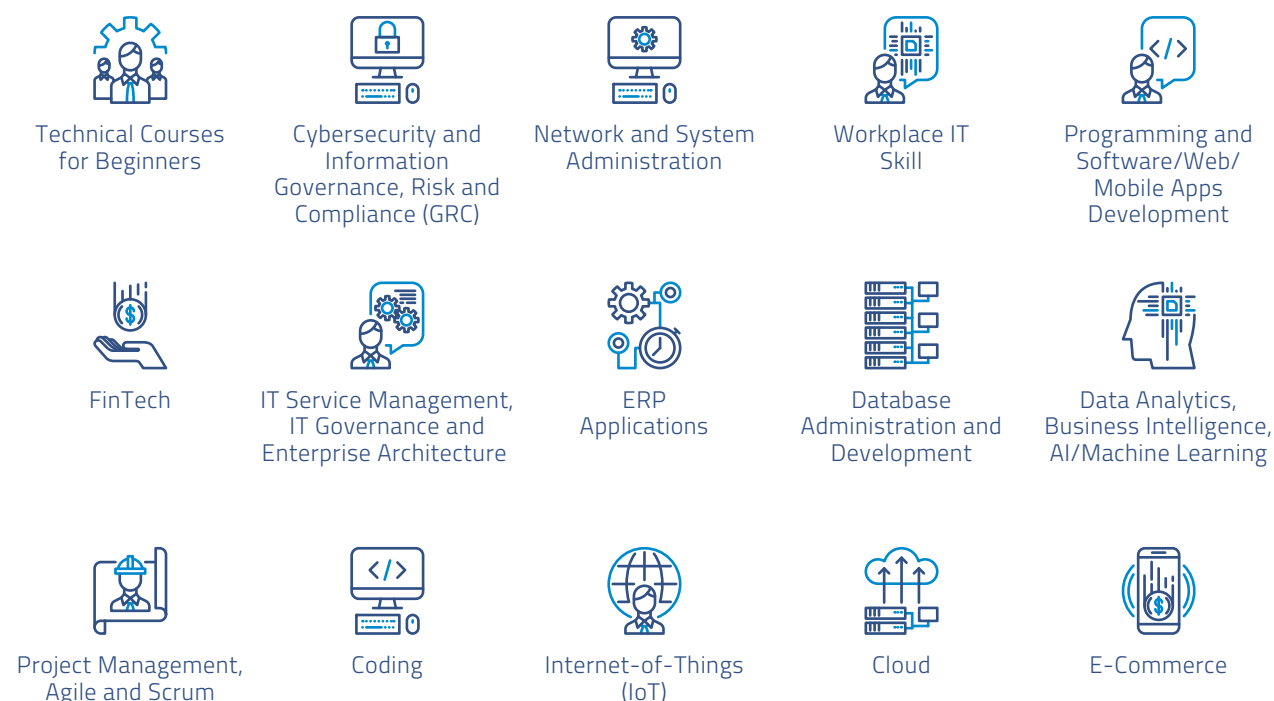 Technical Courses
for Beginners
Cybersecurity and
Information
Governance, Risk and
Compliance (GRC)
Network and System
Administration
Workplace IT
Skill
Programming and
Software/Web/
Mobile Apps
Development
FinTech
IT Service Management,
IT Governance and
Enterprise Architecture
ERP
Applications
Database
Administration and
Development
Data Analytics,
Business Intelligence,
AI/Machine Learning
Project Management,
Agile and Scrum
Coding
Internet-of-Things
(IoT)
Cloud
E-Commerce